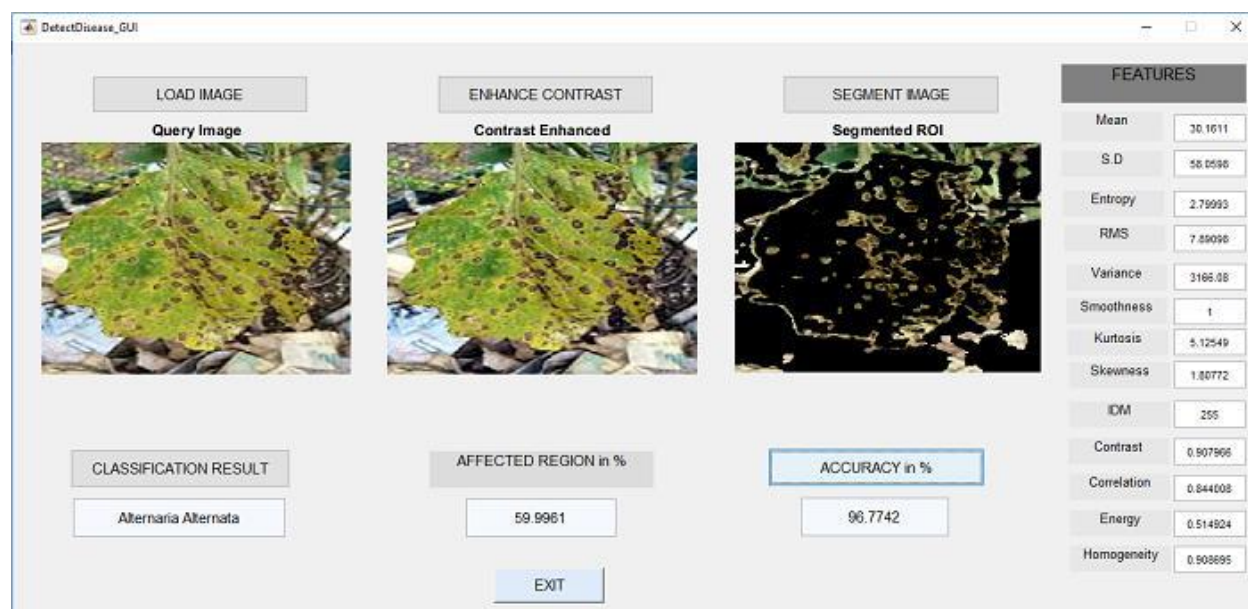 DetectDisease_GUI
LOAD IMAGE
ENHANCE CONTRAST
SEGMENT IMAGE
Query Image
Contrast Enhanced
Segmented ROI
FEATURES
Mean 30.1611
S.D 58.0598
Entropy 2.79993
RMS 7.89098
Variance 3166.08
Smoothness 1
Kurtosis 5.12549
Skewness 1.80772
IDM 255
Contrast 0.907966
Correlation 0.844008
Energy 0.514924
Homogeneity 0.908695
CLASSIFICATION RESULT
AFFECTED REGION in %
ACCURACY in %
Alternaria Alternata
59.9961
96.7742
EXIT